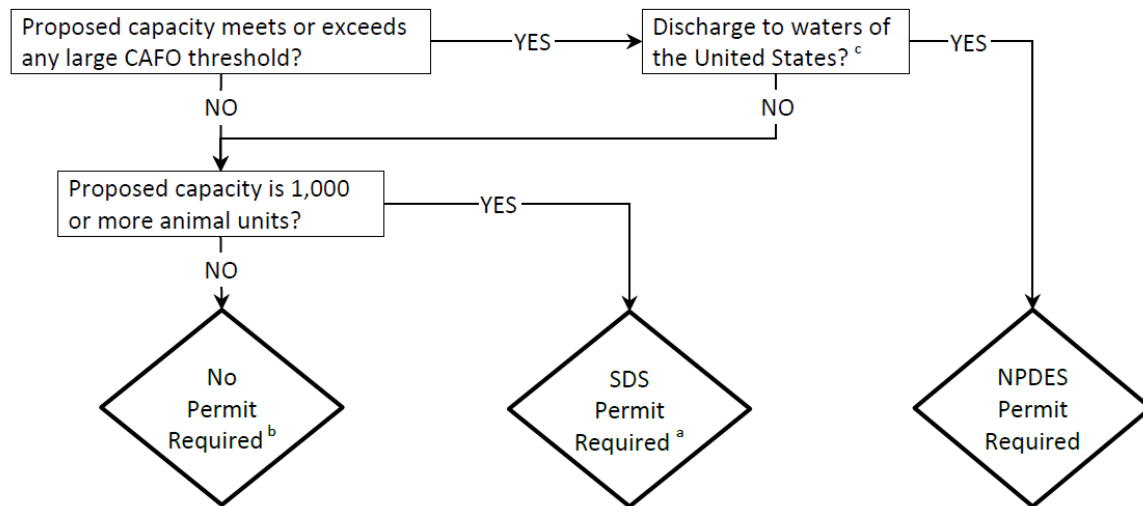 Proposed capacity meets or exceeds
any large CAFO threshold?
YES
Discharge to waters of
the United States? c
YES
NO
NO
Proposed capacity is 1,000
or more animal units?
YES
NO
No
Permit
Required b
SDS
Permit
Required a
NPDES
Permit
Required